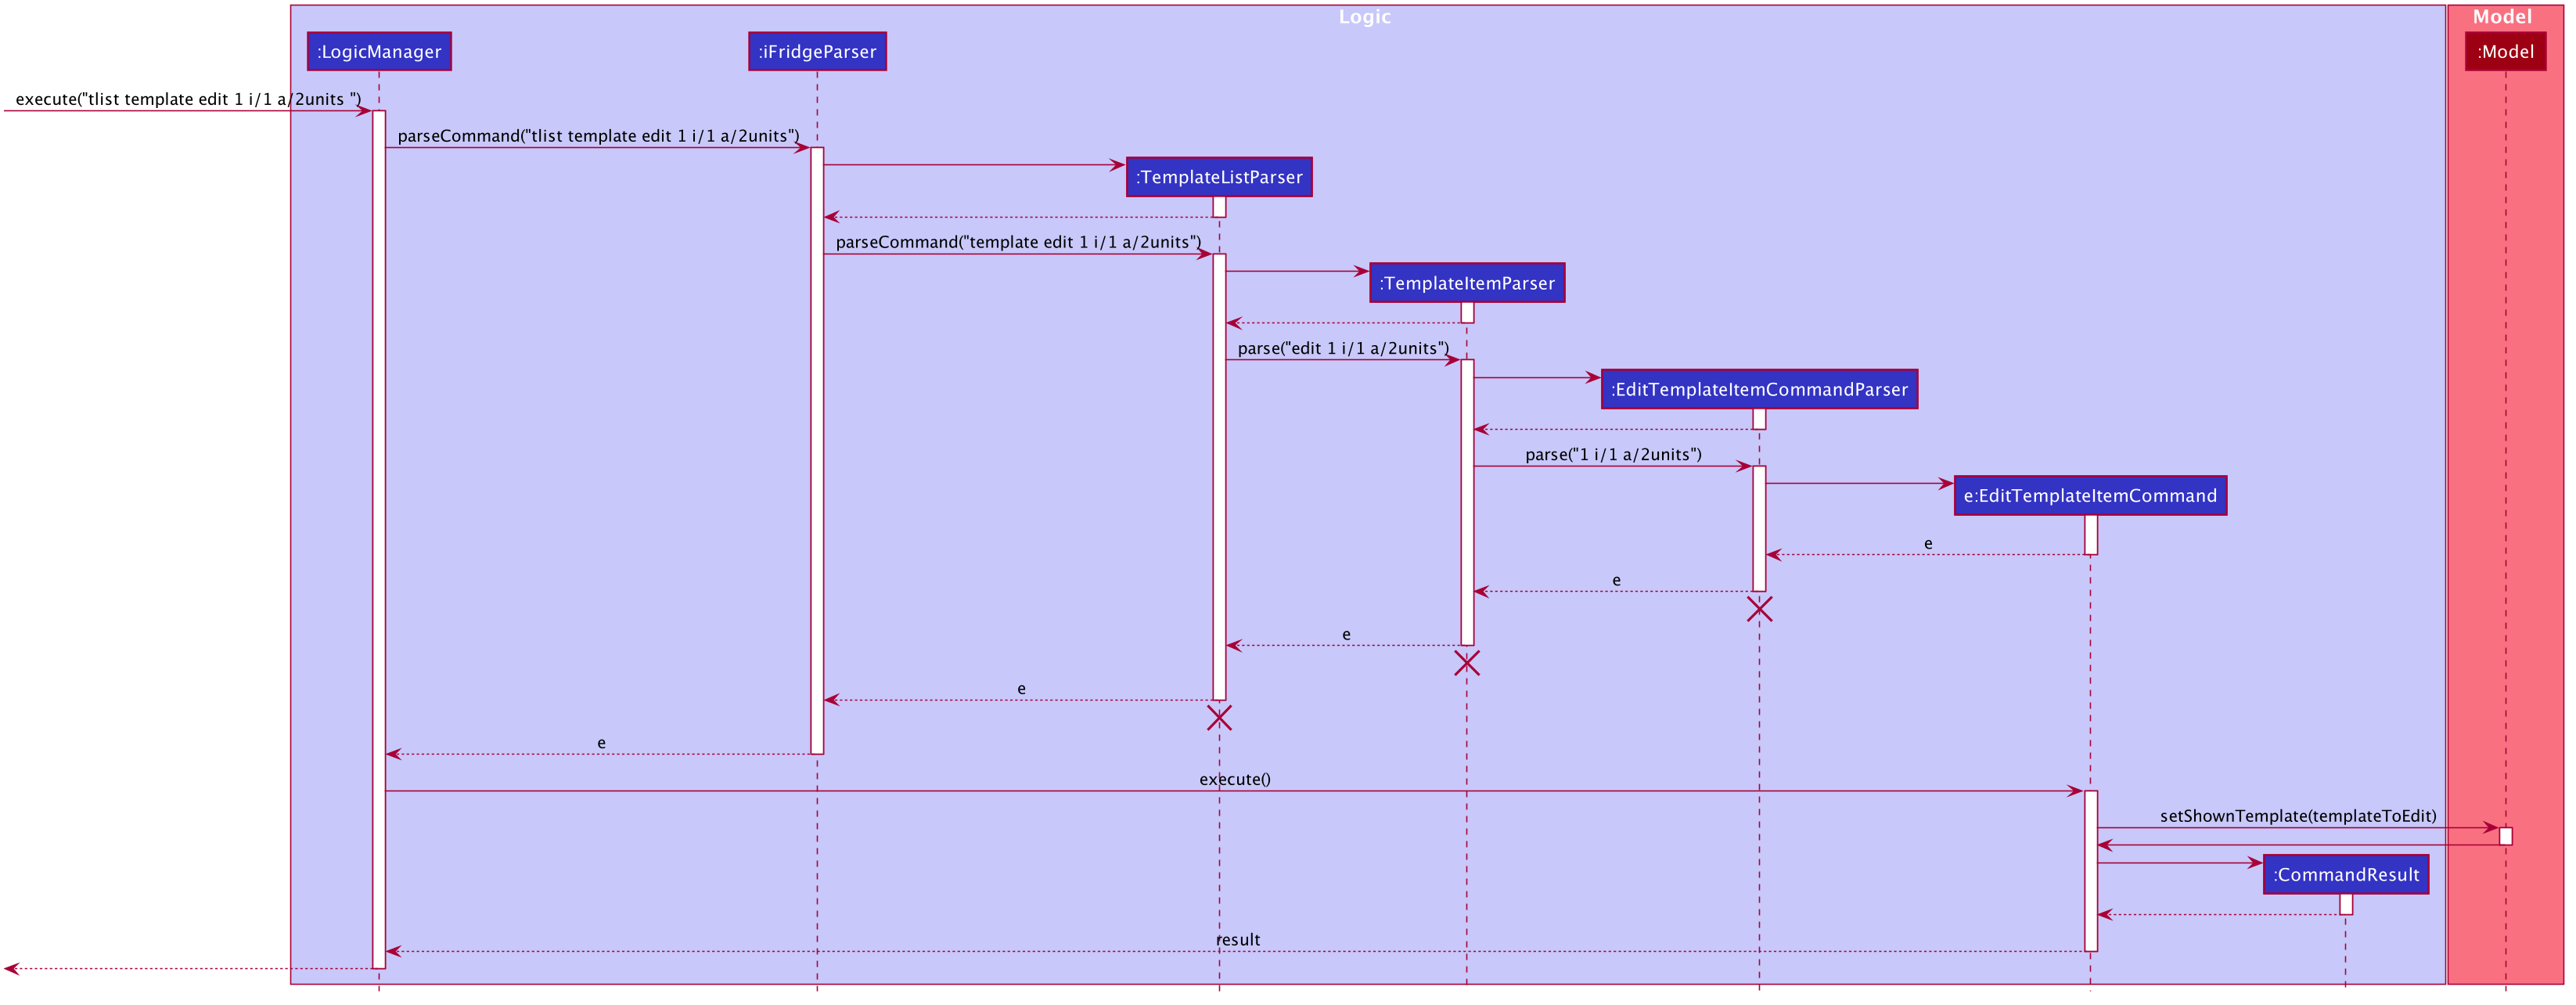 Logic
Model
:LogicManager
:iFridgeParser
:Model
execute("tlist template edit 1 i/1 a/2units ")
parseCommand("tlist template edit 1 i/1 a/2units")
:TemplateListParser
parseCommand("template edit 1 i/1 a/2units")
:TemplateItemParser
parse("edit 1 i/1 a/2units")
:EditTemplateItemCommandParser
parse("1 i/1 a/2units")
e:EditTemplateItemCommand
e
e
e
e
e
execute()
setShownTemplate(templateToEdit)
:CommandResult
result